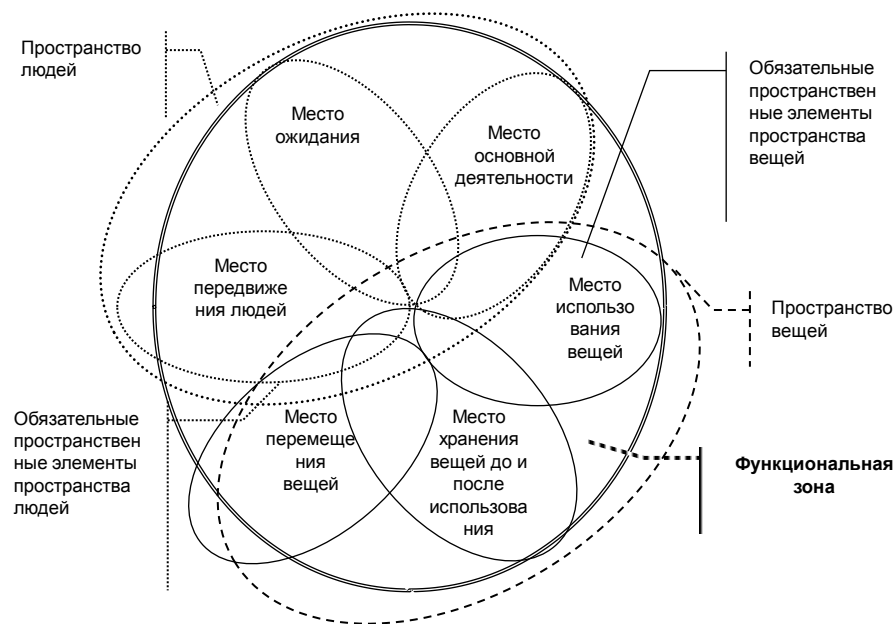 Пространство
людей
Место
ожидания
Место
основной
деятельности
Обязательные
пространствен
ные элементы
пространства
вещей
Место
передвиже
ния людей
Место
использо
вания
вещей
Пространство
вещей
Обязательные
пространствен
ные элементы
пространства
людей
Место
перемеще
ния
вещей
Место
хранения
вещей до и
после
использова
ния
Функциональная
зона